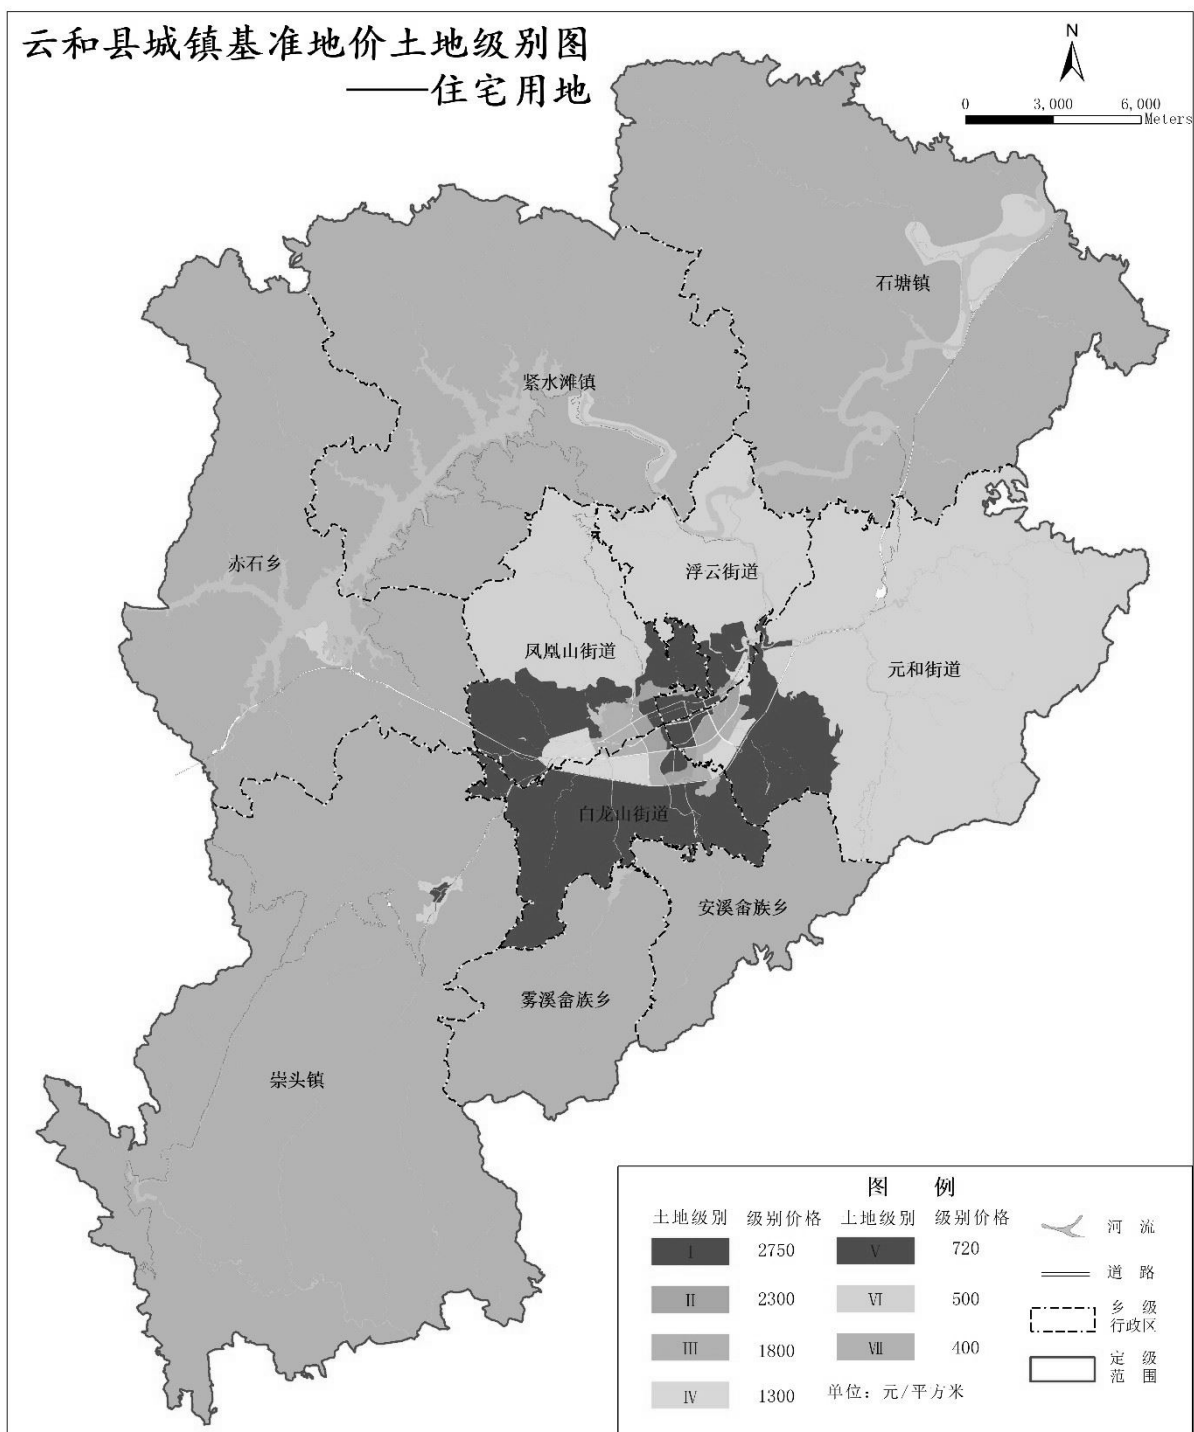 云和县城镇基准地价土地级别图
——住宅用地
N
0 3,000 6,000
Meters
石塘镇
紧水滩镇
赤石乡
浮云街道
凤凰山街道
元和街道
白龙山街道
安溪畲族乡
雾溪畲族乡
崇头镇
图 例
土地级别 级别价格 土地级别 级别价格
I 2750 V 720
II 2300 VI 500
III 1800 VII 400
IV 1300 单位：元/平方米
河 流
道 路
乡 级
行政区
定 级
范 围